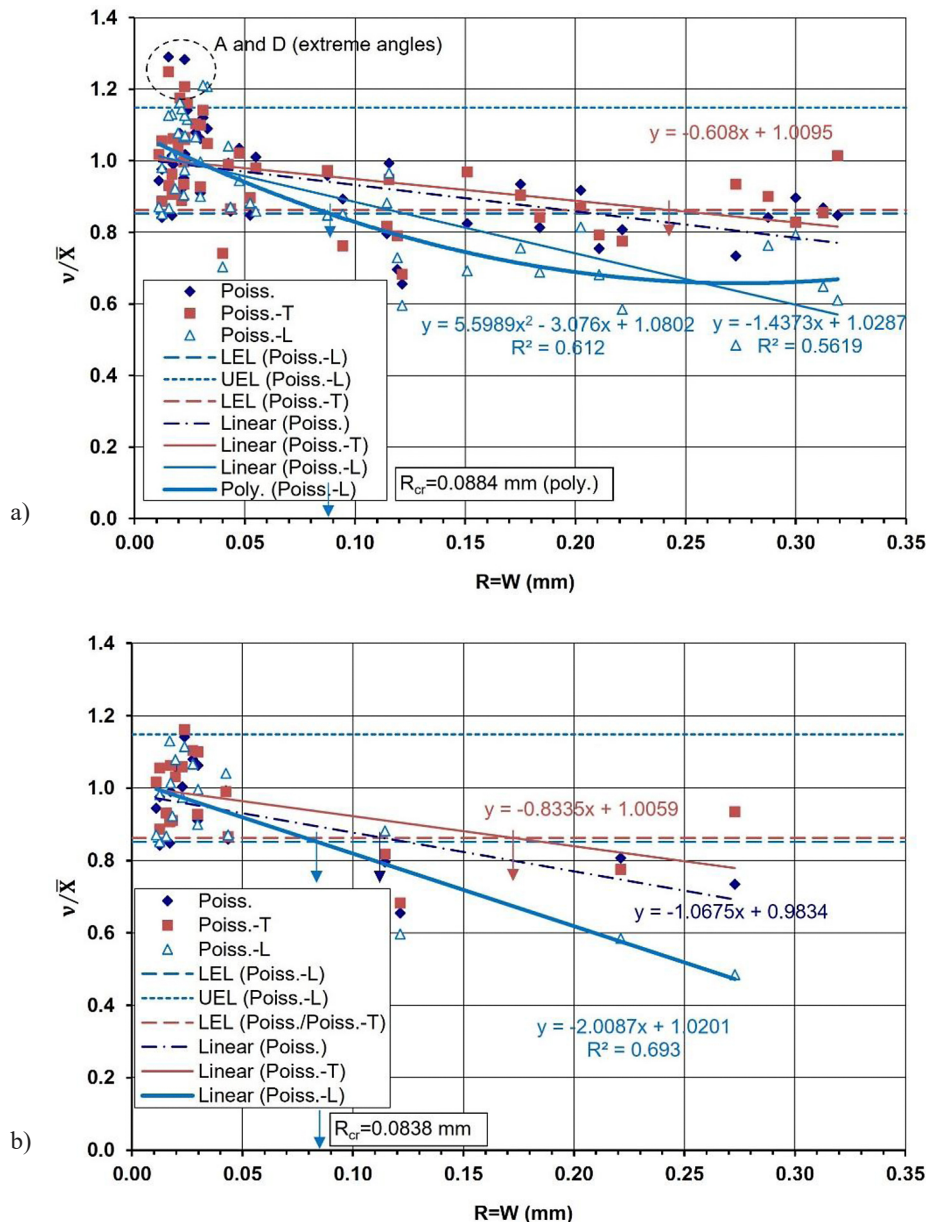 1.4
A and D (extreme angles)
1.2
y = -0.608x + 1.0095
1.0
0.8
ν/X̅
Poiss.
Poiss.-T
Poiss.-L
LEL (Poiss.-L)
UEL (Poiss.-L)
LEL (Poiss.-T)
Linear (Poiss.)
Linear (Poiss.-T)
Linear (Poiss.-L)
Poly. (Poiss.-L)
0.6
y = 5.5989x² - 3.076x + 1.0802
R² = 0.612
y = -1.4373x + 1.0287
R² = 0.5619
0.4
0.2
Rcr=0.0884 mm (poly.)
a)
0.0
0.00 0.05 0.10 0.15 0.20 0.25 0.30 0.35
R=W (mm)
1.4
1.2
1.0
y = -0.8335x + 1.0059
0.8
ν/X̅
Poiss.
Poiss.-T
Poiss.-L
LEL (Poiss.-L)
UEL (Poiss.-L)
LEL (Poiss./Poiss.-T)
Linear (Poiss.)
Linear (Poiss.-T)
Linear (Poiss.-L)
y = -1.0675x + 0.9834
0.6
0.4
y = -2.0087x + 1.0201
R² = 0.693
0.2
Rcr=0.0838 mm
b)
0.0
0.00 0.05 0.10 0.15 0.20 0.25 0.30 0.35
R=W (mm)